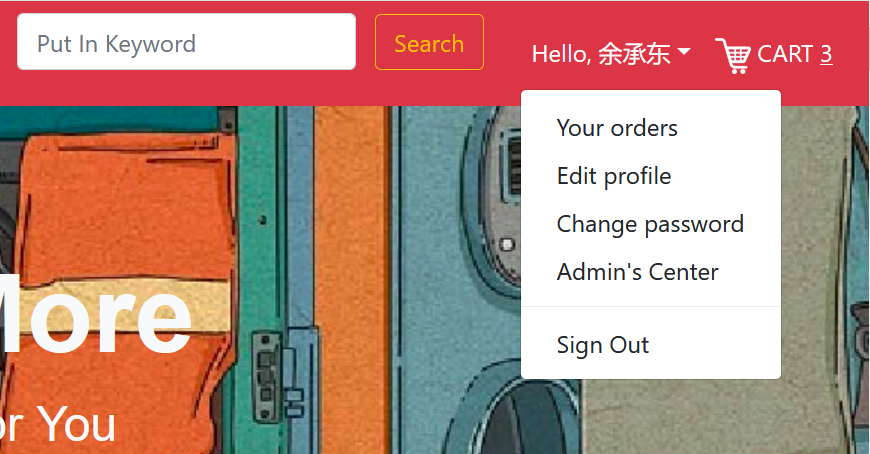 Put In Keyword
Search
Hello, 余承东
CART 3
Your orders
Edit profile
Change password
Admin's Center
Sign Out
More
or You